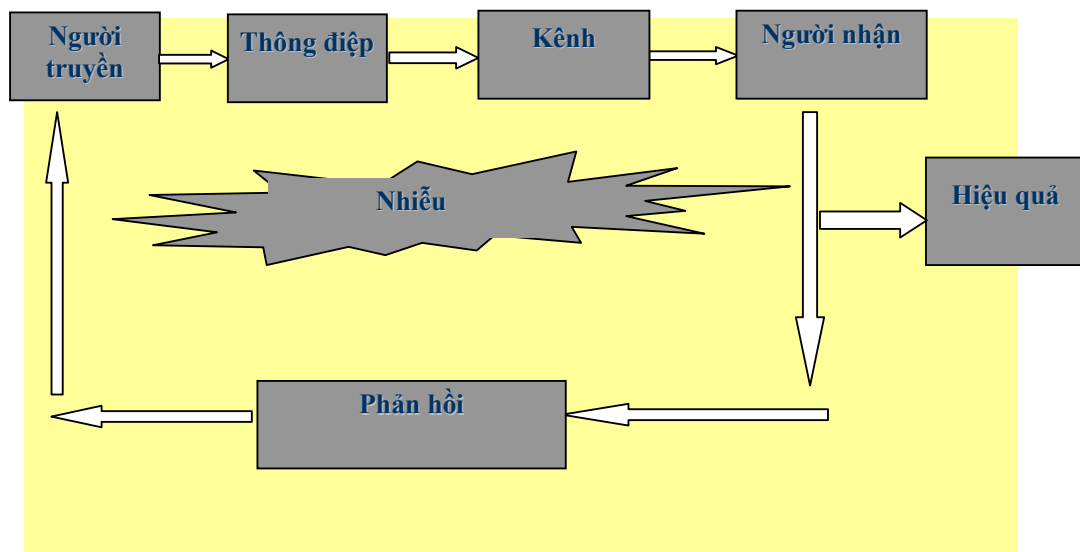 Người
truyền
Thông điệp
Kênh
Người nhận
Nhiễu
Hiệu quả
Phản hồi